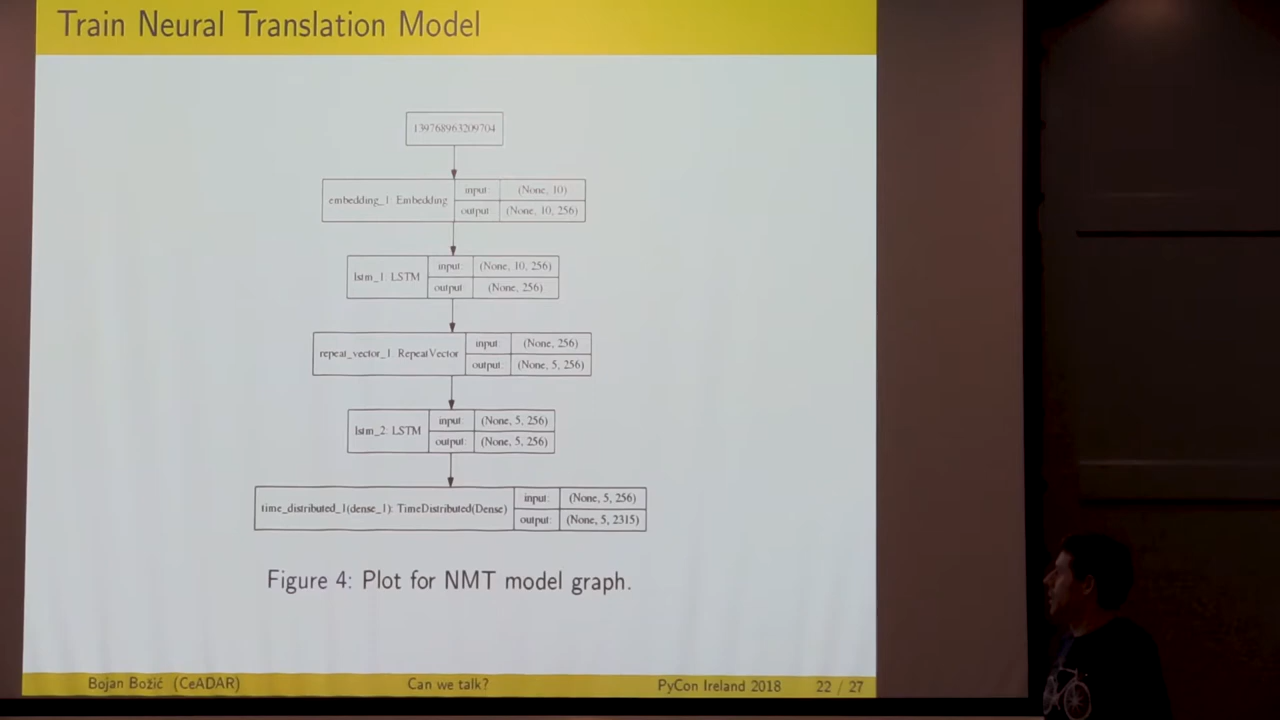 Train Neural Translation Model
139768963209704
embedding_1: Embedding
input: (None, 10)
output: (None, 10, 256)
lstm_1: LSTM
input: (None, 10, 256)
output: (None, 256)
repeat_vector_1: RepeatVector
input: (None, 256)
output: (None, 5, 256)
lstm_2: LSTM
input: (None, 5, 256)
output: (None, 5, 256)
time_distributed_1(dense_1): TimeDistributed(Dense)
input: (None, 5, 256)
output: (None, 5, 2315)
Figure 4: Plot for NMT model graph.
Bojan Božić (CeADAR) Can we talk? PyCon Ireland 2018 22 / 27